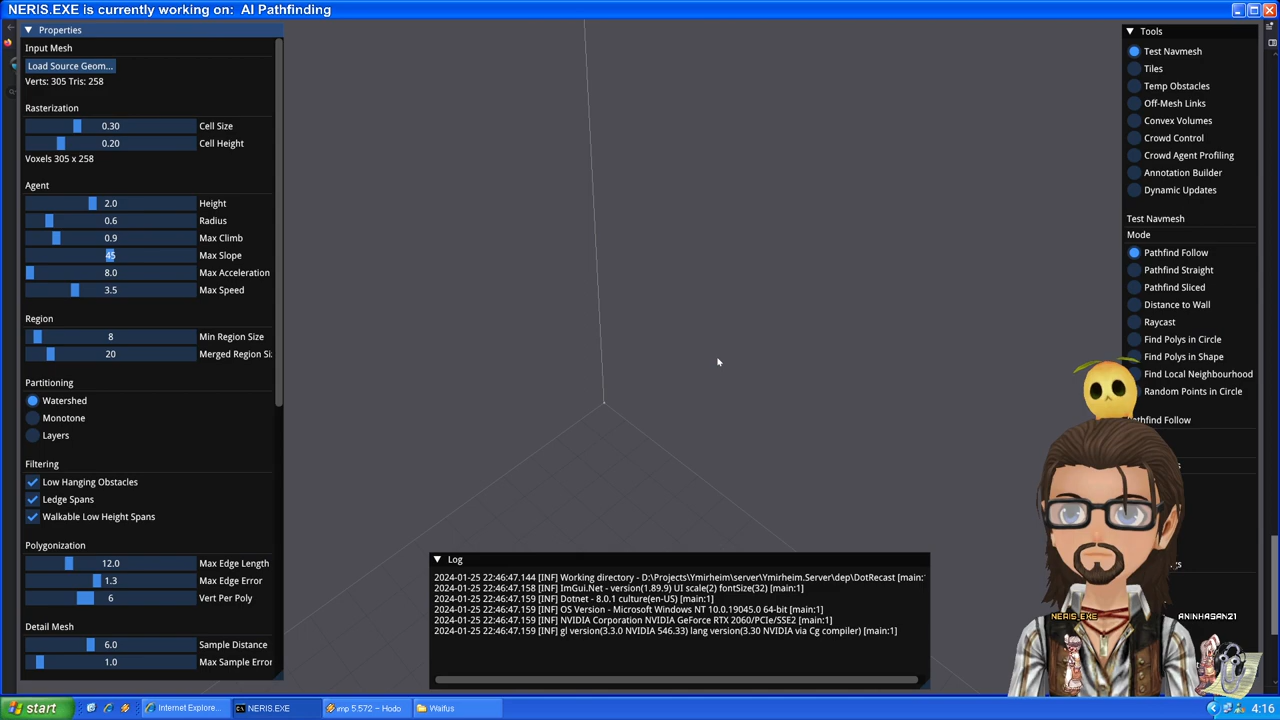 NERIS.EXE is currently working on: AI Pathfinding
Properties
Input Mesh
Load Source Geom...
Verts: 305 Tris: 258
Rasterization
0.30 Cell Size
0.20 Cell Height
Voxels 305 x 258
Agent
2.0 Height
0.6 Radius
0.9 Max Climb
45 Max Slope
8.0 Max Acceleration
3.5 Max Speed
Region
8 Min Region Size
20 Merged Region Si
Partitioning
Watershed
Monotone
Layers
Filtering
Low Hanging Obstacles
Ledge Spans
Walkable Low Height Spans
Polygonization
12.0 Max Edge Length
1.3 Max Edge Error
6 Vert Per Poly
Detail Mesh
6.0 Sample Distance
1.0 Max Sample Error
Log
2024-01-25 22:46:47.144 [INF] Working directory - D:\Projects\Ymirheim\server\Ymirheim.Server\dep\DotRecast [main:
2024-01-25 22:46:47.158 [INF] ImGui.Net - version(1.89.9) UI scale(2) fontSize(32) [main:1]
2024-01-25 22:46:47.159 [INF] Dotnet - 8.0.1 culture(en-US) [main:1]
2024-01-25 22:46:47.159 [INF] OS Version - Microsoft Windows NT 10.0.19045.0 64-bit [main:1]
2024-01-25 22:46:47.159 [INF] NVIDIA Corporation NVIDIA GeForce RTX 2060/PCIe/SSE2 [main:1]
2024-01-25 22:46:47.159 [INF] gl version(3.3.0 NVIDIA 546.33) lang version(3.30 NVIDIA via Cg compiler) [main:1]
Tools
Test Navmesh
Tiles
Temp Obstacles
Off-Mesh Links
Convex Volumes
Crowd Control
Crowd Agent Profiling
Annotation Builder
Dynamic Updates
Test Navmesh
Mode
Pathfind Follow
Pathfind Straight
Pathfind Sliced
Distance to Wall
Raycast
Find Polys in Circle
Find Polys in Shape
Find Local Neighbourhood
Random Points in Circle
thfind Follow
NERIS_EXE
ANINHASAN21
start
Internet Explore...
NERIS.EXE
imp 5.572 - Hodo
Waifus
4:16